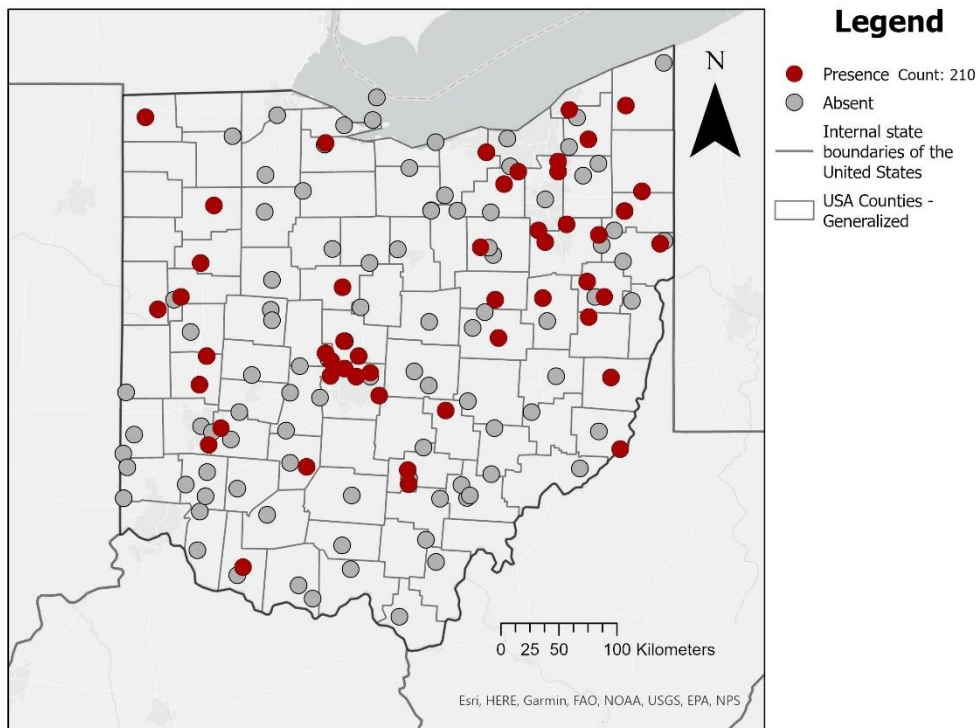 Legend
Presence Count: 210
Absent
Internal state
boundaries of the
United States
USA Counties -
Generalized
N
0 25 50 100 Kilometers
Esri, HERE, Garmin, FAO, NOAA, USGS, EPA, NPS